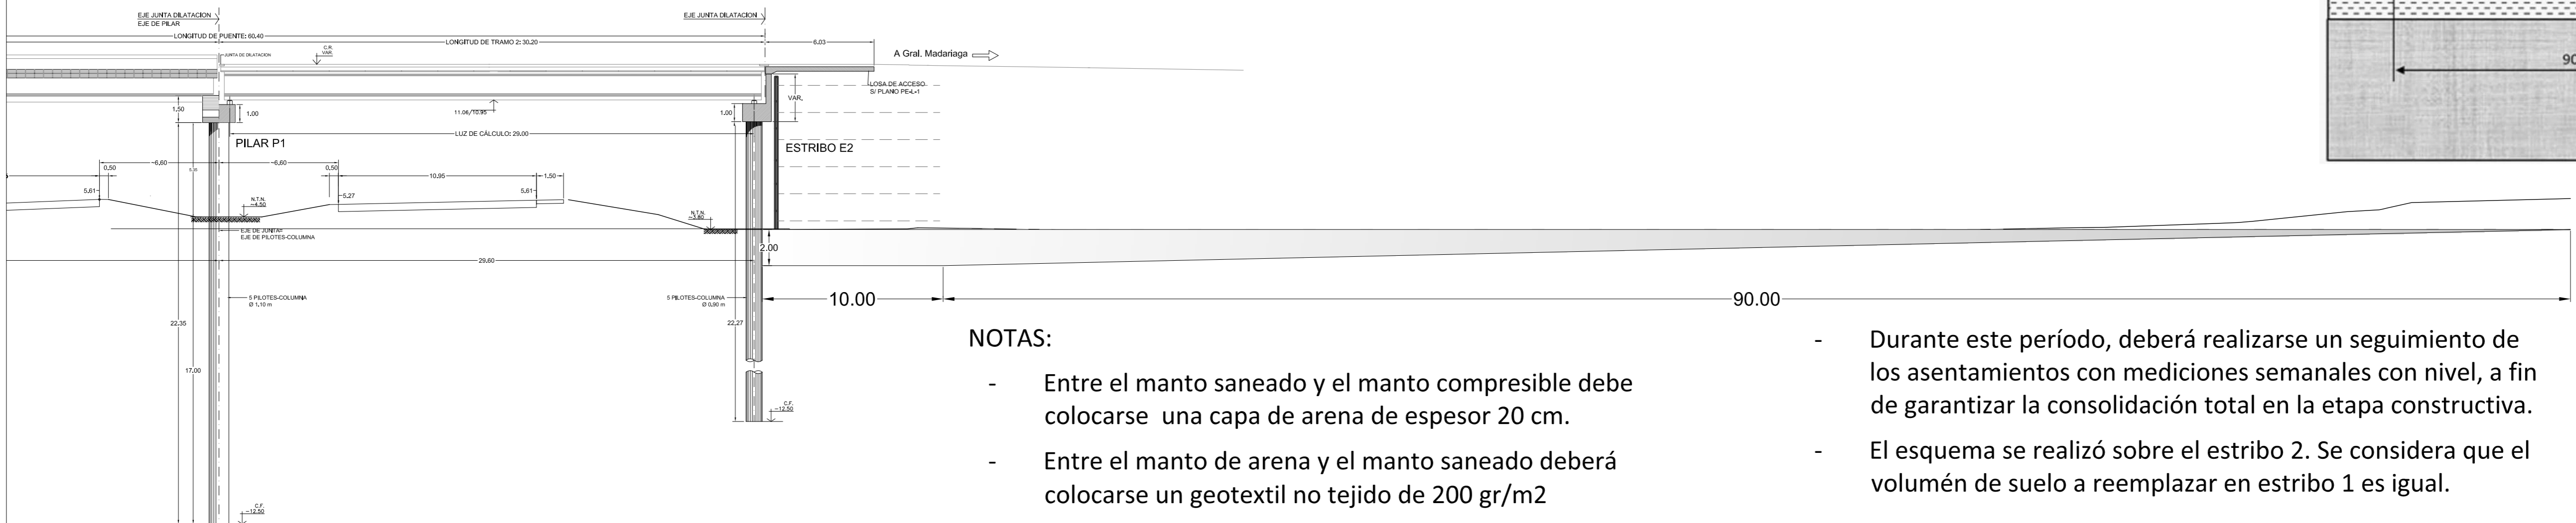 EJE JUNTA DILATACION
EJE DE PILAR
EJE JUNTA DILATACION
LONGITUD DE PUENTE: 60.40
LONGITUD DE TRAMO 2: 30.20
6.03
C.R.
VAR.
JUNTA DE DILATACION
A Gral. Madariaga
90
LOSA DE ACCESO
S/ PLANO PE-L-1
VAR.
1,50
1.00
11.06/10.95
1.00
LUZ DE CÁLCULO: 29.00
PILAR P1
ESTRIBO E2
~6,60
~6,60
0,50
0,50
10.95
1,50
5,61
5,27
5,61
N.T.N.
~4.50
N.T.N.
~3.80
EJE DE JUNTA=
EJE DE PILOTES-COLUMNA
2.00
29.60
5 PILOTES-COLUMNA
Ø 1,10 m
5 PILOTES-COLUMNA
Ø 0,90 m
10.00
90.00
22.35
22.27
17.00
C.F.
~-12.50
C.F.
~-12.50
NOTAS:
- Entre el manto saneado y el manto compresible debe
colocarse una capa de arena de espesor 20 cm.
- Entre el manto de arena y el manto saneado deberá
colocarse un geotextil no tejido de 200 gr/m2
- Durante este período, deberá realizarse un seguimiento de
los asentamientos con mediciones semanales con nivel, a fin
de garantizar la consolidación total en la etapa constructiva.
- El esquema se realizó sobre el estribo 2. Se considera que el
volumén de suelo a reemplazar en estribo 1 es igual.